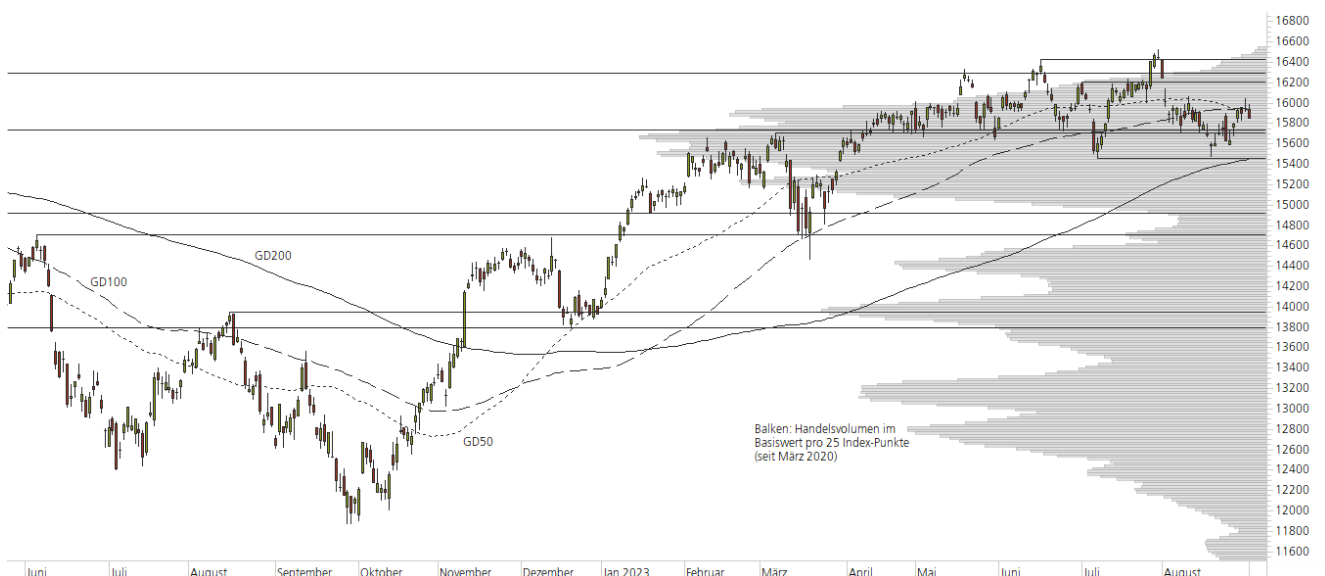 16800
16600
16400
16200
16000
15800
15600
15400
15200
15000
14800
14600
14400
14200
14000
13800
13600
13400
13200
13000
12800
12600
12400
12200
12000
11800
11600
GD200
GD100
GD50
Balken: Handelsvolumen im
Basiswert pro 25 Index-Punkte
(seit März 2020)
Juni
Juli
August
September
Oktober
November
Dezember
Jan 2023
Februar
März
April
Mai
Juni
Juli
August